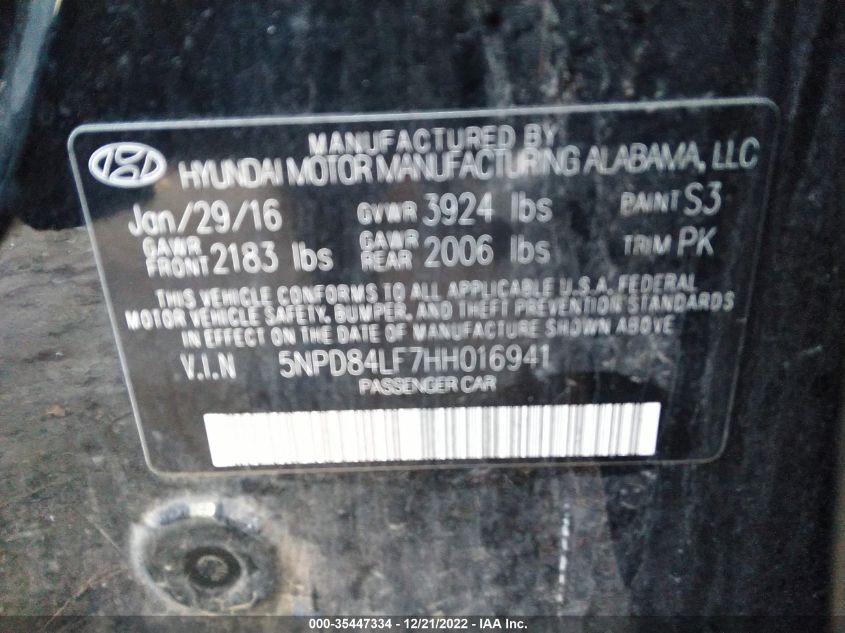 MANUFACTURED BY
HYUNDAI MOTOR MANUFACTURING ALABAMA, LLC
Jan/29/16 GVWR 3924 lbs PAINT S3
GAWR FRONT 2183 lbs GAWR REAR 2006 lbs TRIM PK
THIS VEHICLE CONFORMS TO ALL APPLICABLE U.S.A. FEDERAL
MOTOR VEHICLE SAFETY, BUMPER, AND THEFT PREVENTION STANDARDS
IN EFFECT ON THE DATE OF MANUFACTURE SHOWN ABOVE
V.I.N 5NPD84LF7HH016941
PASSENGER CAR
000-35447334 - 12/21/2022 - IAA Inc.